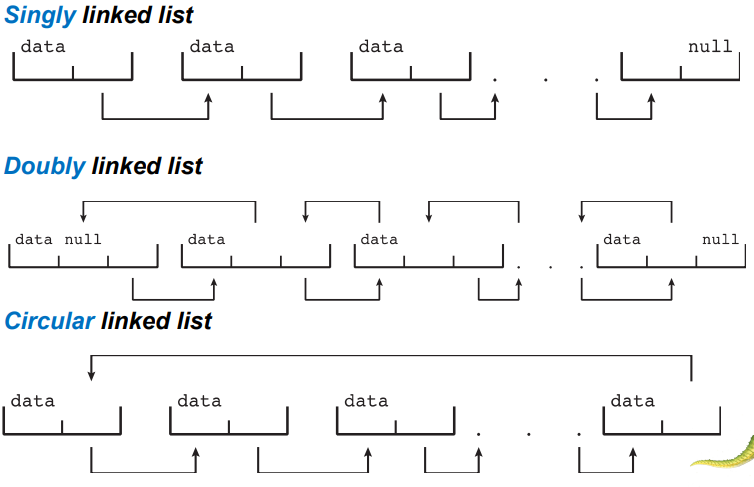 Singly linked list
data data data null
Doubly linked list
data null data data data null
Circular linked list
data data data data